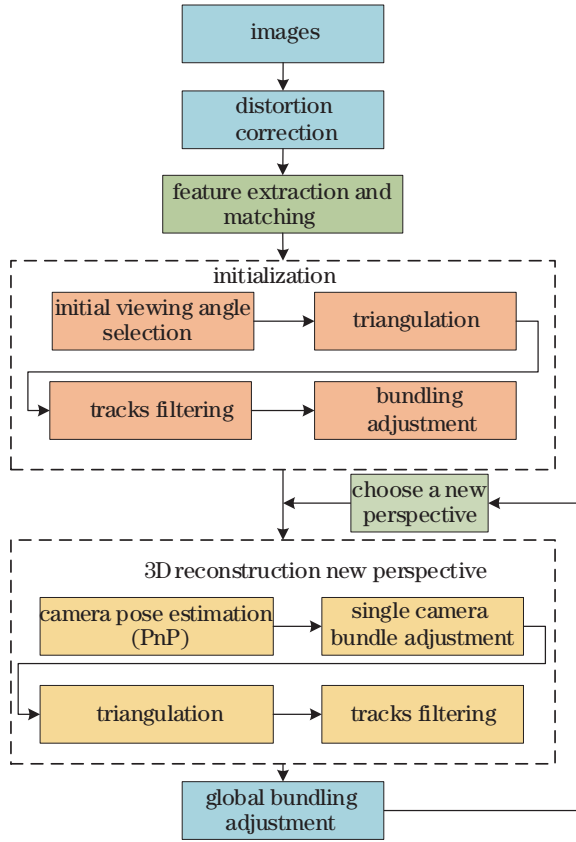 images
distortion
correction
feature extraction and
matching
initialization
initial viewing angle
selection
triangulation
tracks filtering
bundling
adjustment
choose a new
perspective
3D reconstruction new perspective
camera pose estimation
(PnP)
single camera
bundle adjustment
triangulation
tracks filtering
global bundling
adjustment